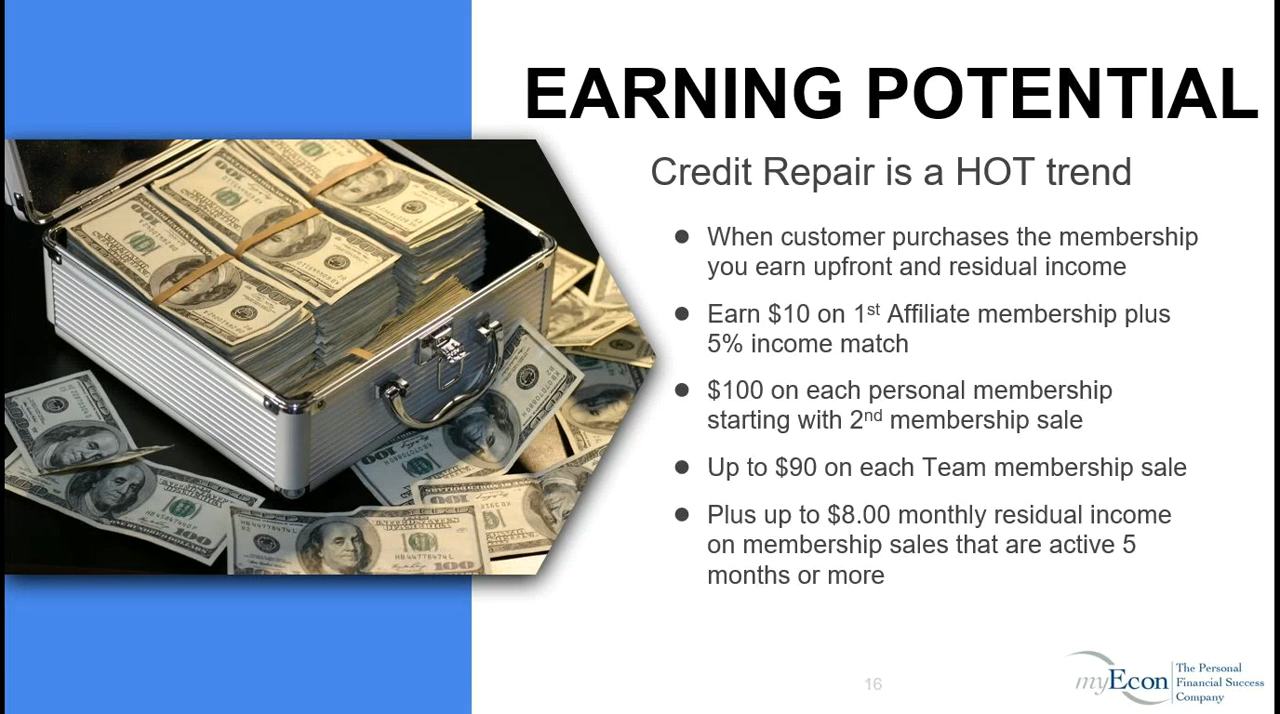 EARNING POTENTIAL
Credit Repair is a HOT trend
● When customer purchases the membership
you earn upfront and residual income
● Earn $10 on 1st Affiliate membership plus
5% income match
● $100 on each personal membership
starting with 2nd membership sale
● Up to $90 on each Team membership sale
● Plus up to $8.00 monthly residual income
on membership sales that are active 5
months or more
16
myEcon
The Personal
Financial Success
Company